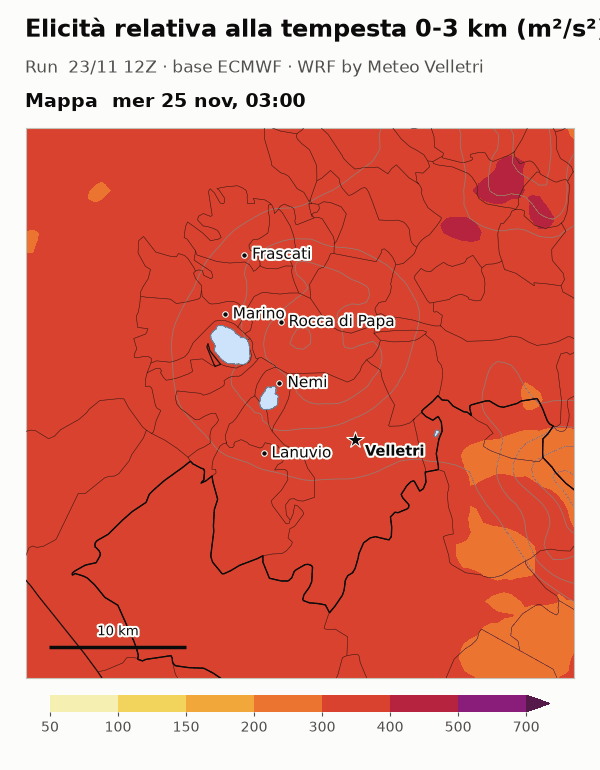 Elicità relativa alla tempesta 0-3 km (m²/s²)
Run 23/11 12Z · base ECMWF · WRF by Meteo Velletri
Mappa mer 25 nov, 03:00
Frascati
Marino
Rocca di Papa
Nemi
Lanuvio
Velletri
10 km
50 100 150 200 300 400 500 700